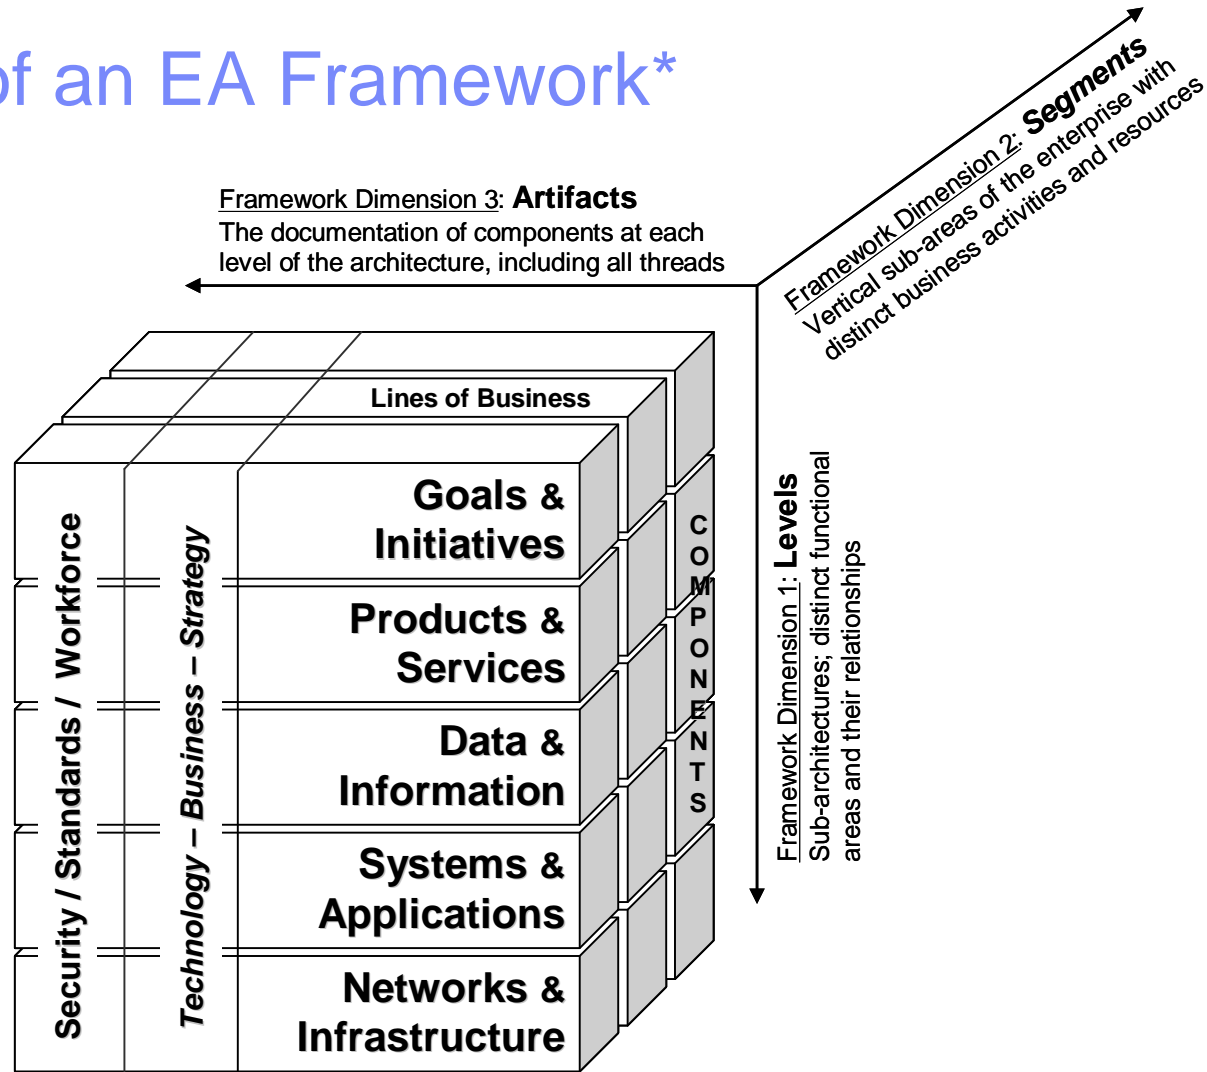 of an EA Framework*
Framework Dimension 3: Artifacts
The documentation of components at each
level of the architecture, including all threads
Framework Dimension 2: Segments
Vertical sub-areas of the enterprise with
distinct business activities and resources
Lines of Business
Goals &
Initiatives
Products &
Services
Data &
Information
Systems &
Applications
Networks &
Infrastructure
Security / Standards / Workforce
Technology – Business – Strategy
COMPONENTS
Framework Dimension 1: Levels
Sub-architectures; distinct functional
areas and their relationships